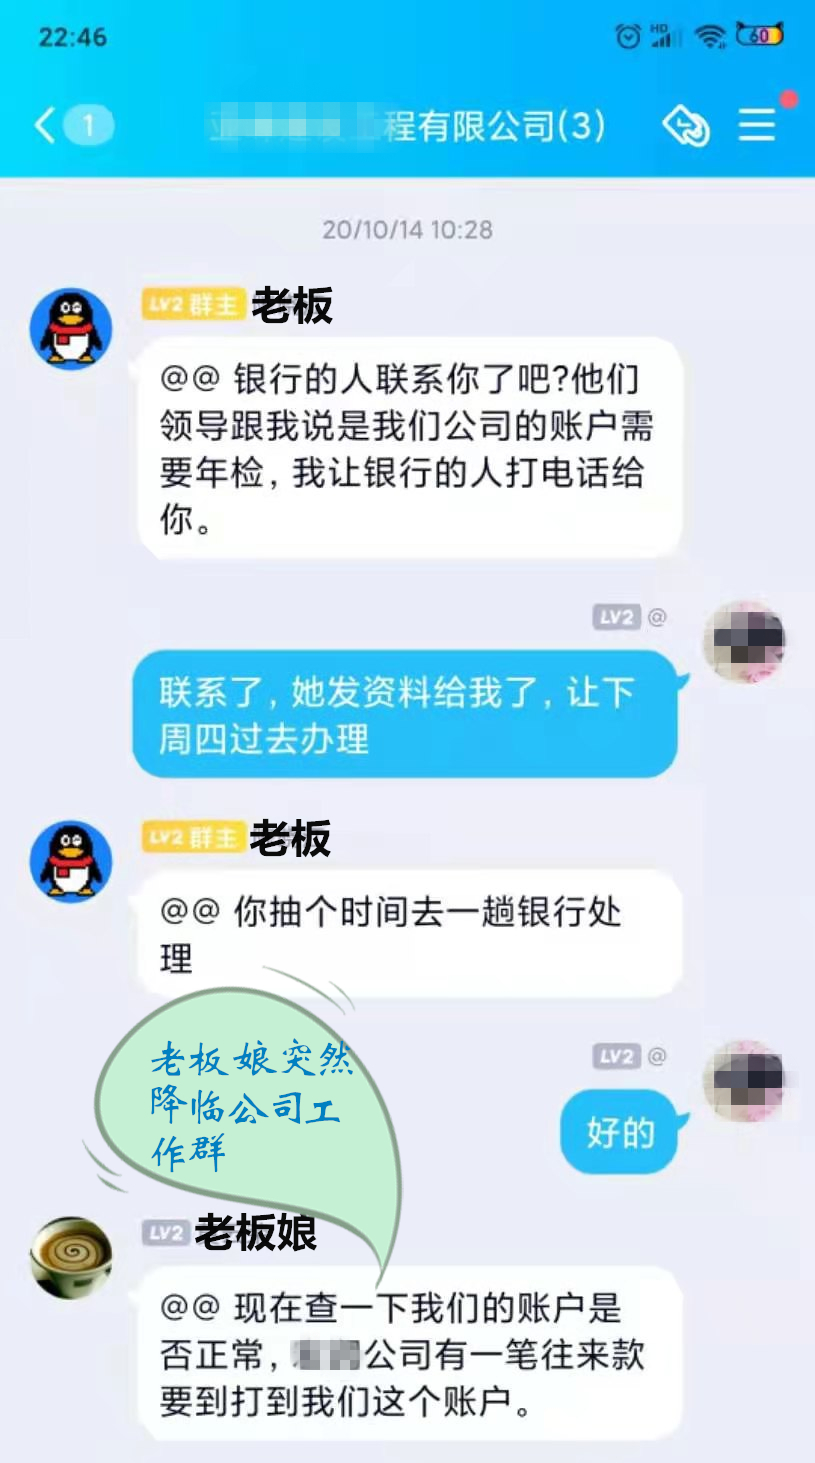 22:46
HD
60
1
程有限公司(3)
20/10/14 10:28
LV2 群主 老板
@@ 银行的人联系你了吧?他们
领导跟我说是我们公司的账户需
要年检, 我让银行的人打电话给
你。
LV2 @
联系了, 她发资料给我了, 让下
周四过去办理
LV2 群主 老板
@@ 你抽个时间去一趟银行处
理
老板娘突然
降临公司工
作群
LV2 @
好的
LV2 老板娘
@@ 现在查一下我们的账户是
否正常, 公司有一笔往来款
要到打到我们这个账户。